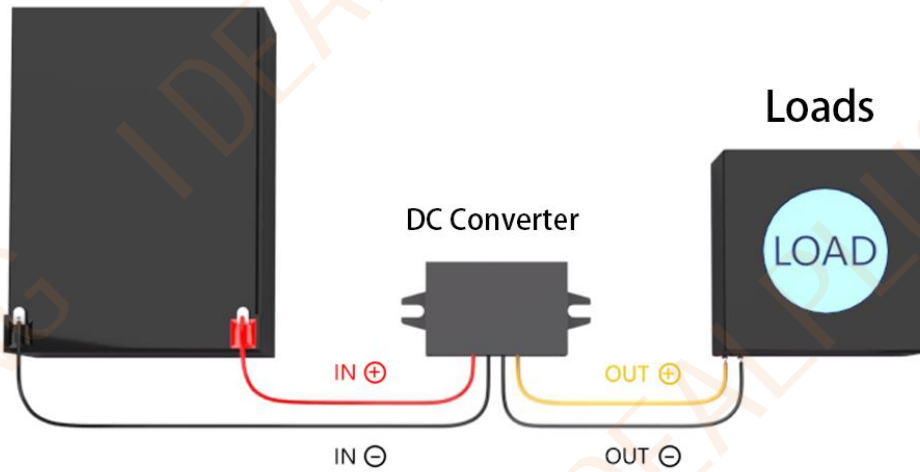 Loads
DC Converter
LOAD
IN ⊕
OUT ⊕
IN ⊖
OUT ⊖